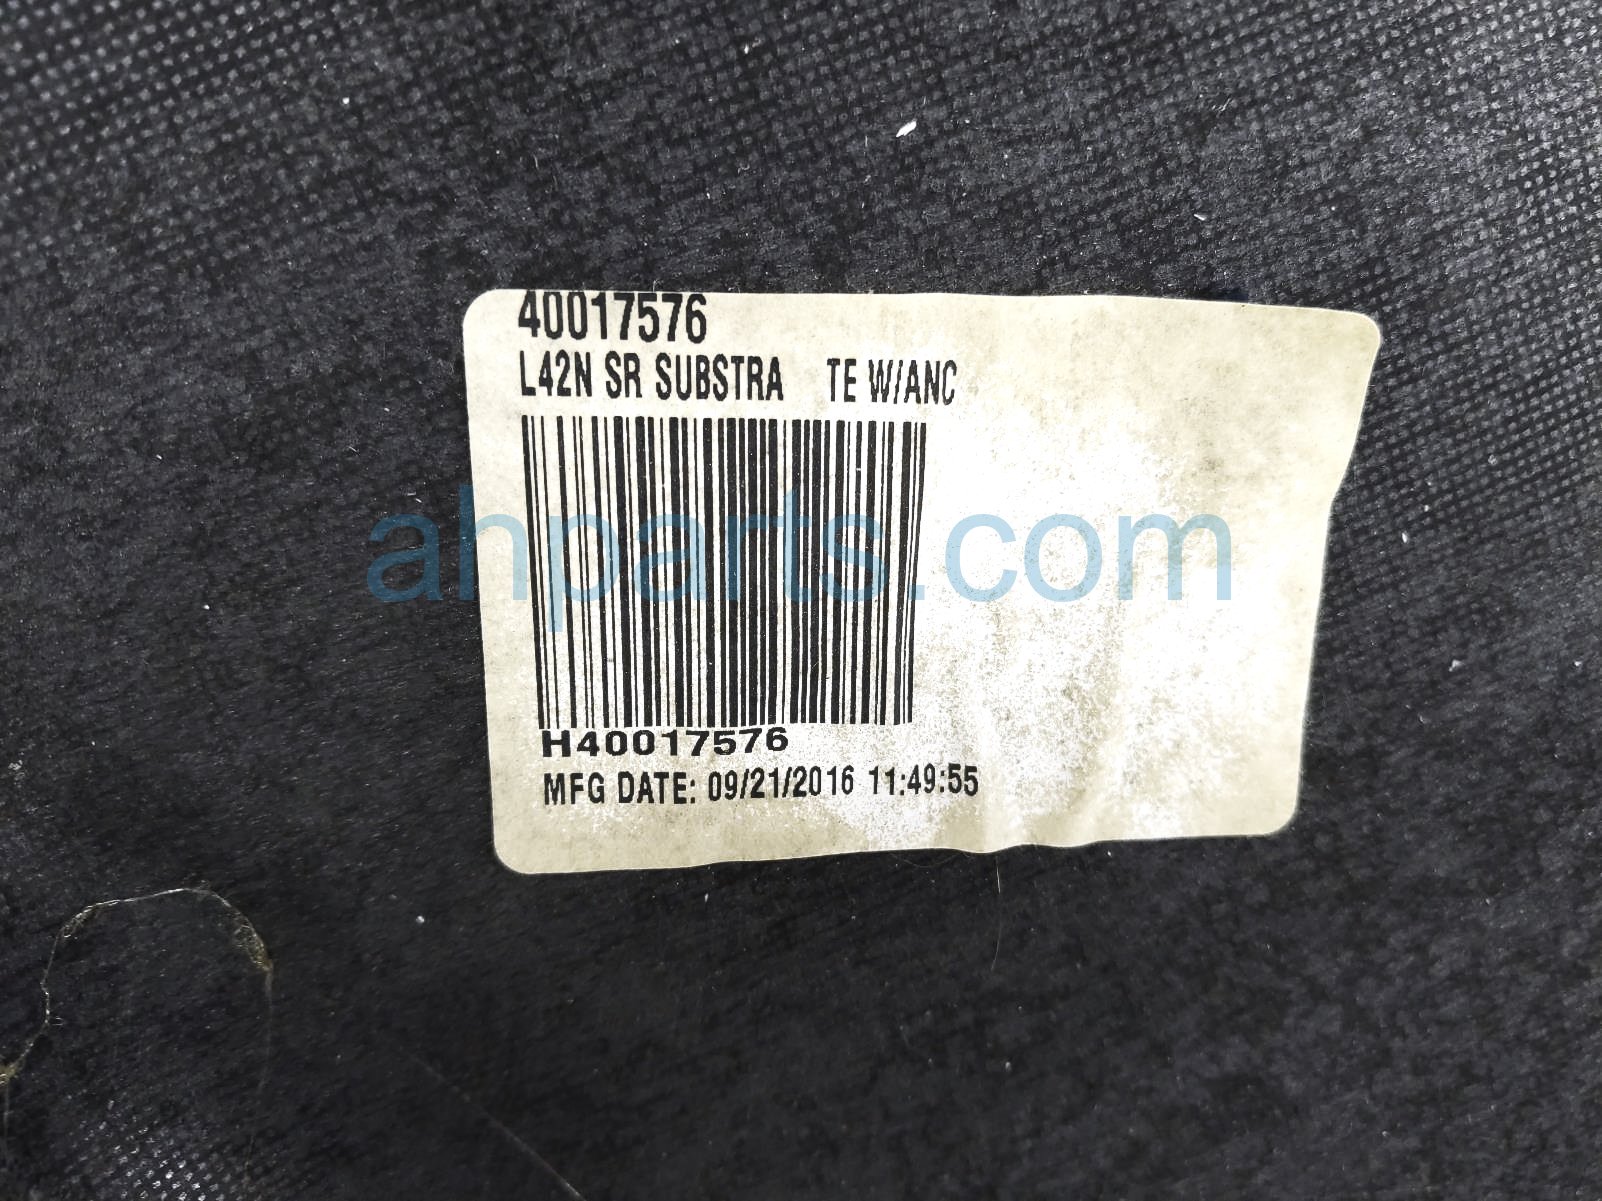 40017576
L42N SR SUBSTRA TE W/ANC
ahparts.com
H40017576
MFG DATE: 09/21/2016 11:49:55